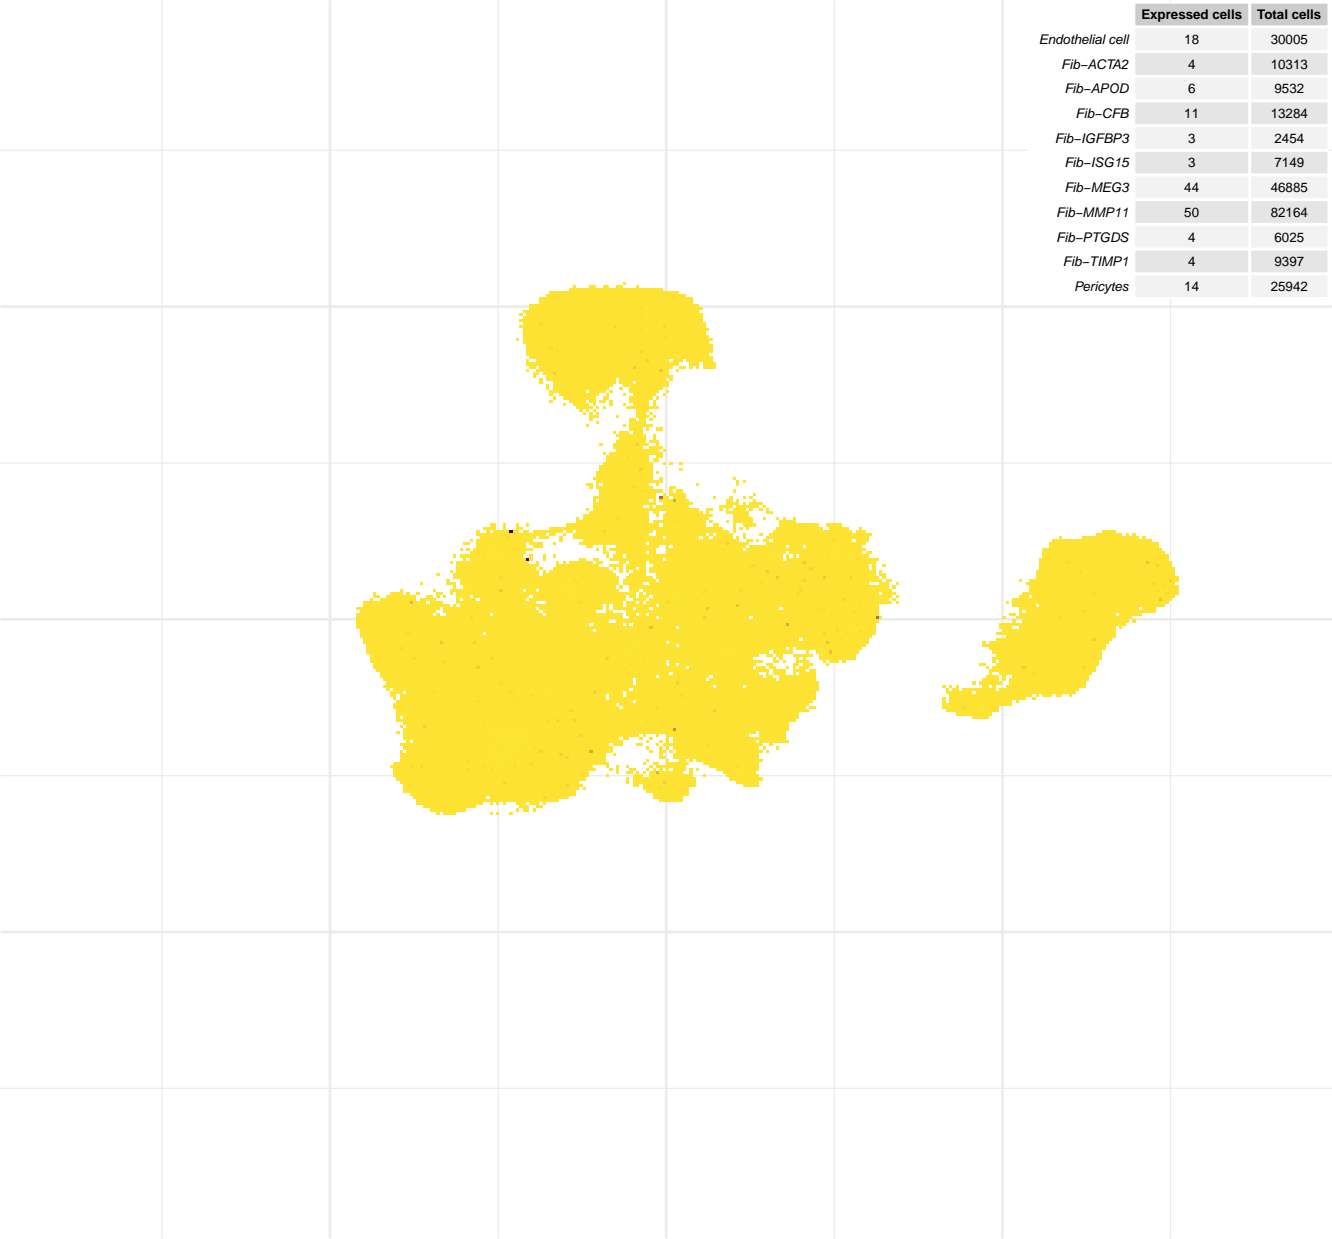 Expressed cells Total cells
Endothelial cell 18 30005
Fib−ACTA2 4 10313
Fib−APOD 6 9532
Fib−CFB 11 13284
Fib−IGFBP3 3 2454
Fib−ISG15 3 7149
Fib−MEG3 44 46885
Fib−MMP11 50 82164
Fib−PTGDS 4 6025
Fib−TIMP1 4 9397
Pericytes 14 25942